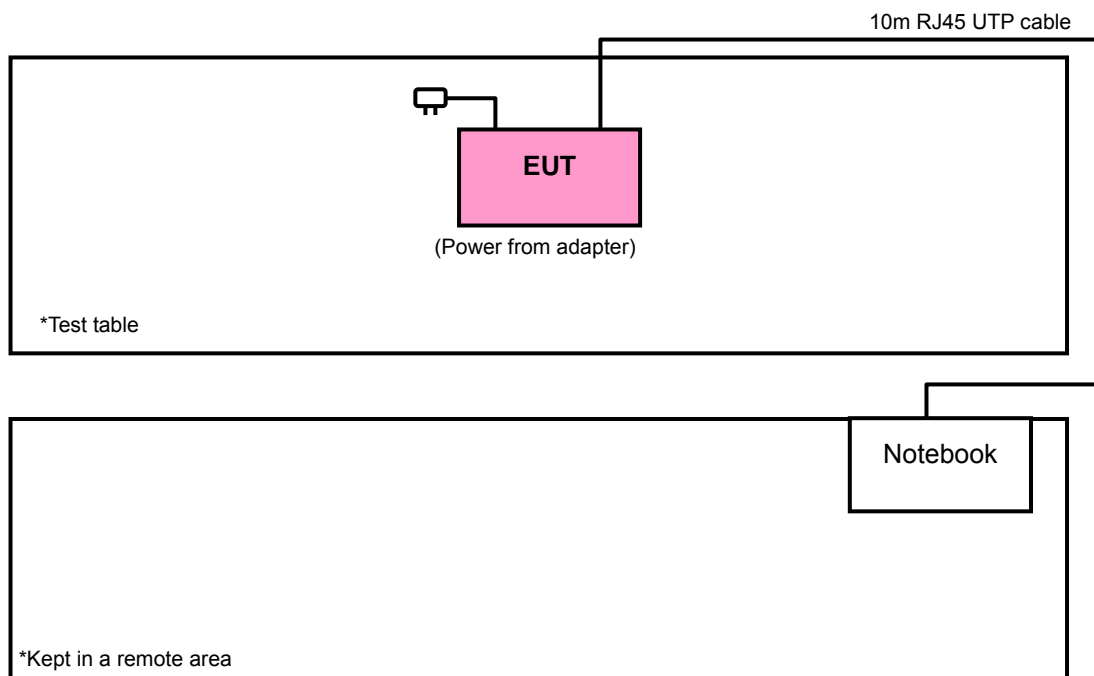 10m RJ45 UTP cable
EUT
(Power from adapter)
*Test table
Notebook
*Kept in a remote area